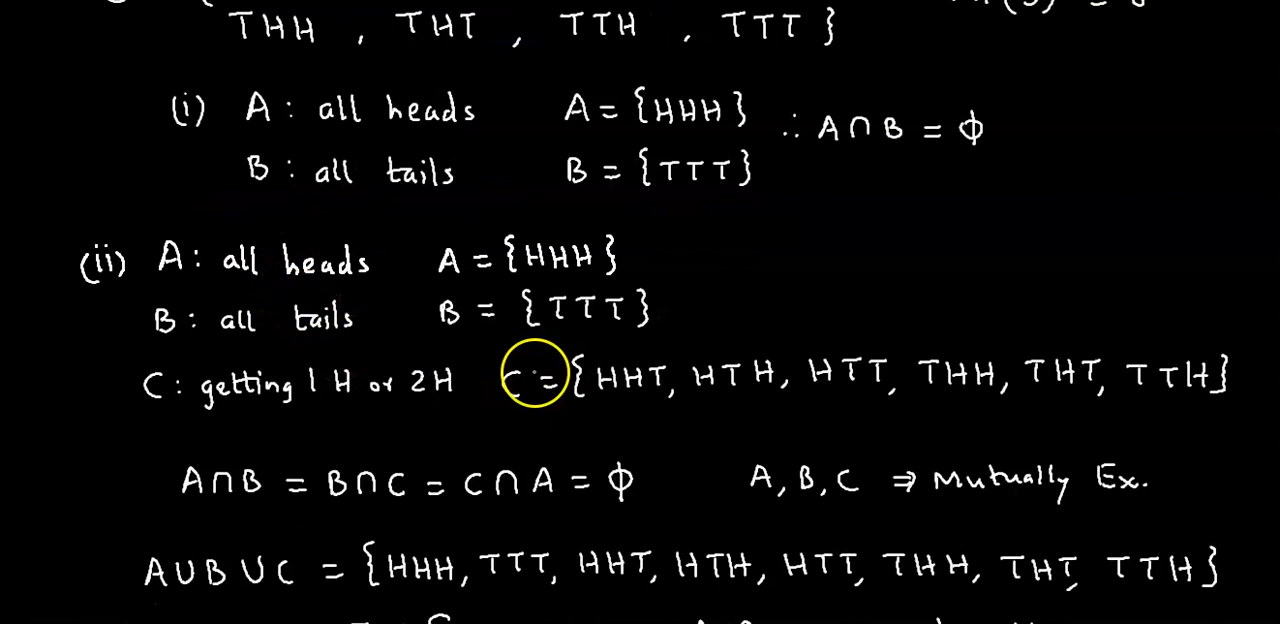 THH , THT , TTH , TTT }
(i) A : all heads A = {HHH}
∴ A ∩ B = Φ
B : all tails B = {TTT}
(ii) A : all heads A = {HHH}
B : all tails B = {TTT}
C : getting 1 H or 2 H C = {HHT, HTH, HTT, THH, THT, TTH}
A∩B = B∩C = C∩A = Φ A, B, C ⇒ Mutually Ex.
A∪B∪C = {HHH, TTT, HHT, HTH, HTT, THH, THT, TTH}